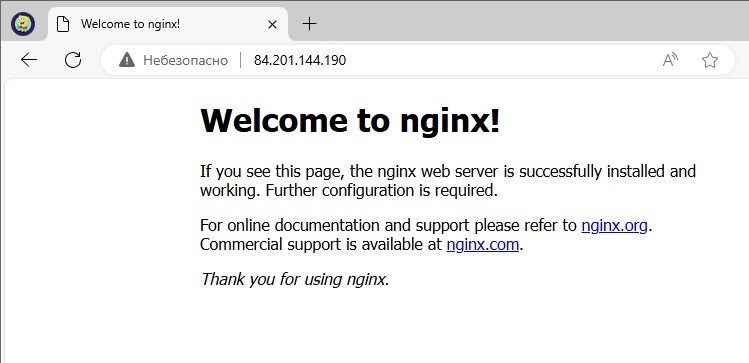 Welcome to nginx!
Небезопасно
84.201.144.190
Welcome to nginx!
If you see this page, the nginx web server is successfully installed and
working. Further configuration is required.
For online documentation and support please refer to nginx.org.
Commercial support is available at nginx.com.
Thank you for using nginx.